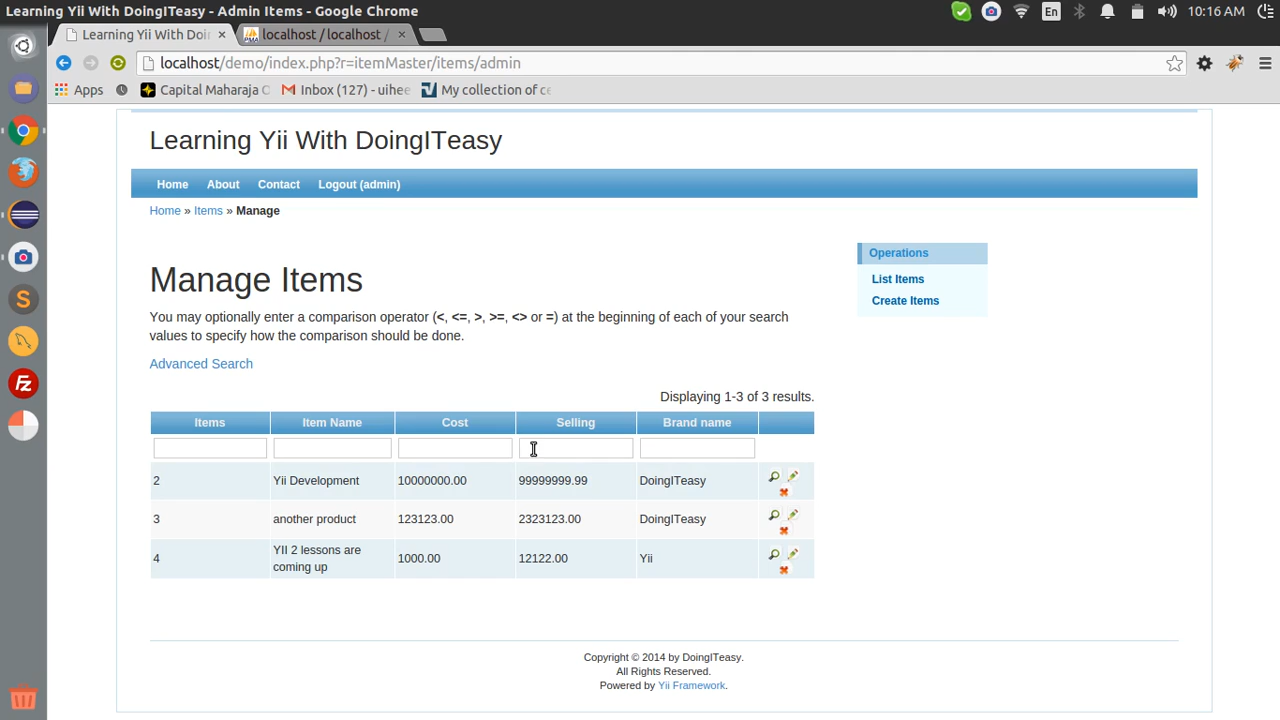 Learning Yii With DoingITeasy - Admin Items - Google Chrome
En
10:16 AM
Learning Yii With Doin
localhost / localhost /
localhost/demo/index.php?r=itemMaster/items/admin
Apps
Capital Maharaja
Inbox (127) - uihee
My collection of
Learning Yii With DoingITeasy
Home About Contact Logout (admin)
Home » Items » Manage
Operations
List Items
Create Items
Manage Items
You may optionally enter a comparison operator (<, <=, >, >=, <> or =) at the beginning of each of your search
values to specify how the comparison should be done.
Advanced Search
Displaying 1-3 of 3 results.
Items Item Name Cost Selling Brand name
2 Yii Development 10000000.00 99999999.99 DoingITeasy
3 another product 123123.00 2323123.00 DoingITeasy
4 YII 2 lessons are coming up 1000.00 12122.00 Yii
Copyright © 2014 by DoingITeasy.
All Rights Reserved.
Powered by Yii Framework.